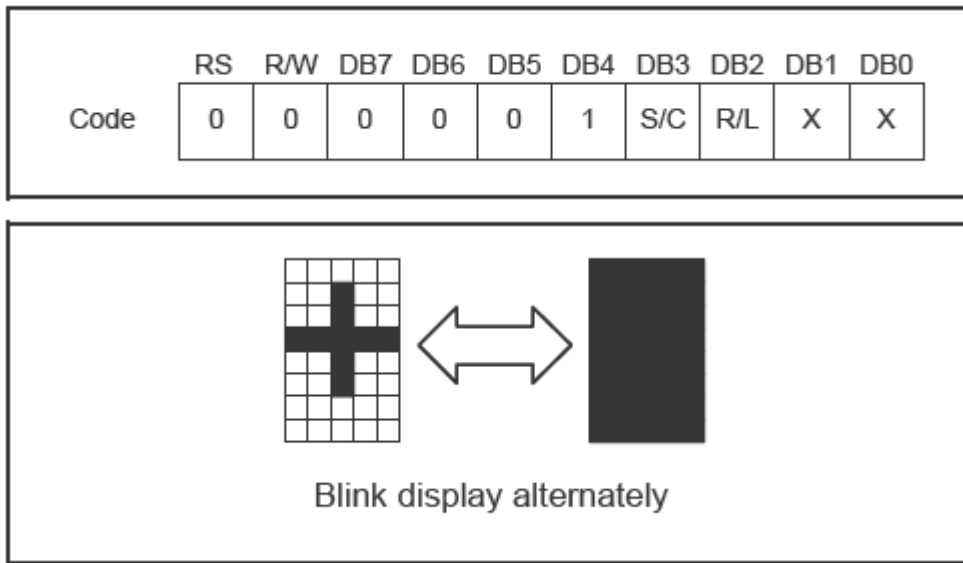 RS R/W DB7 DB6 DB5 DB4 DB3 DB2 DB1 DB0
Code 0 0 0 0 0 1 S/C R/L X X
Blink display alternately